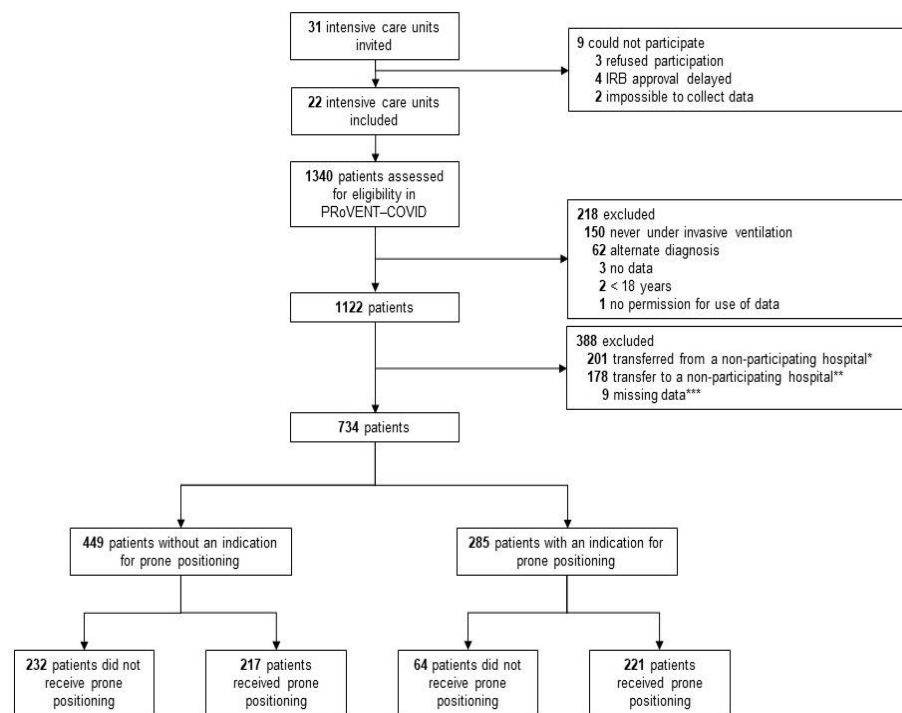 31 intensive care units
invited
9 could not participate
3 refused participation
4 IRB approval delayed
2 impossible to collect data
22 intensive care units
included
1340 patients assessed
for eligibility in
PRoVENT–COVID
218 excluded
150 never under invasive ventilation
62 alternate diagnosis
3 no data
2 < 18 years
1 no permission for use of data
1122 patients
388 excluded
201 transferred from a non-participating hospital*
178 transfer to a non-participating hospital**
9 missing data***
734 patients
449 patients without an indication
for prone positioning
285 patients with an indication for
prone positioning
232 patients did not
receive prone
positioning
217 patients
received prone
positioning
64 patients did not
receive prone
positioning
221 patients
received prone
positioning